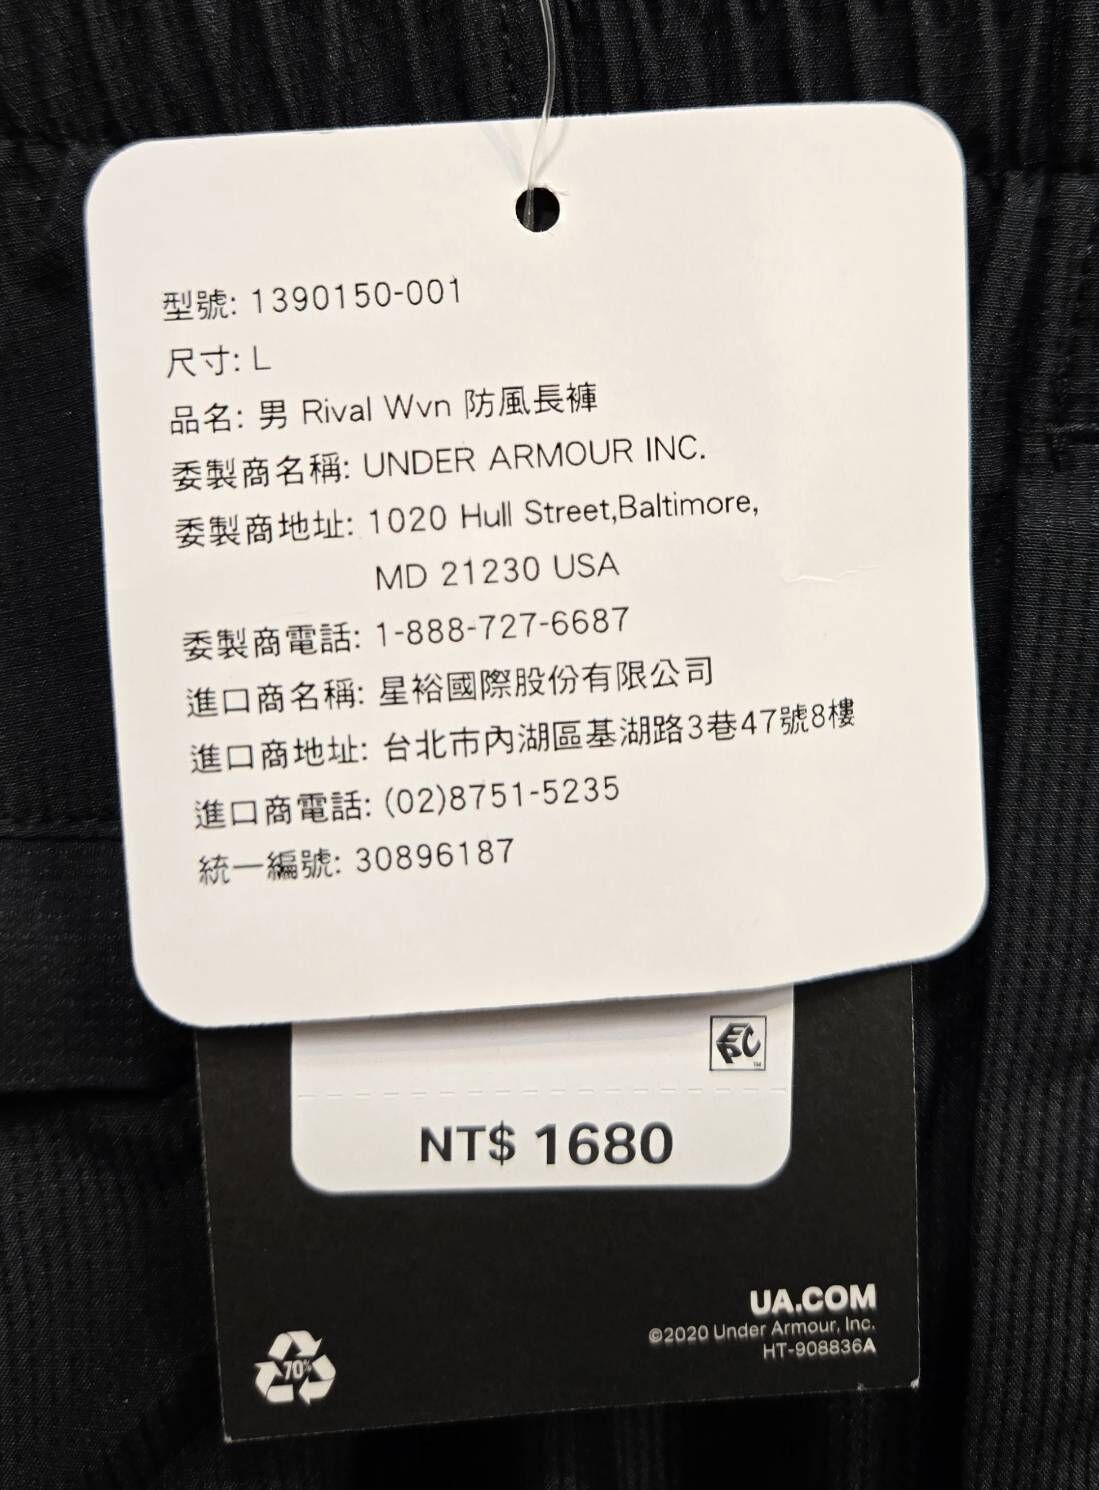 型號: 1390150-001
尺寸: L
品名: 男 Rival Wvn 防風長褲
委製商名稱: UNDER ARMOUR INC.
委製商地址: 1020 Hull Street,Baltimore,
MD 21230 USA
委製商電話: 1-888-727-6687
進口商名稱: 星裕國際股份有限公司
進口商地址: 台北市內湖區基湖路3巷47號8樓
進口商電話: (02)8751-5235
統一編號: 30896187
EPC™
NT$ 1680
UA.COM
©2020 Under Armour, Inc.
HT-908836A
70%